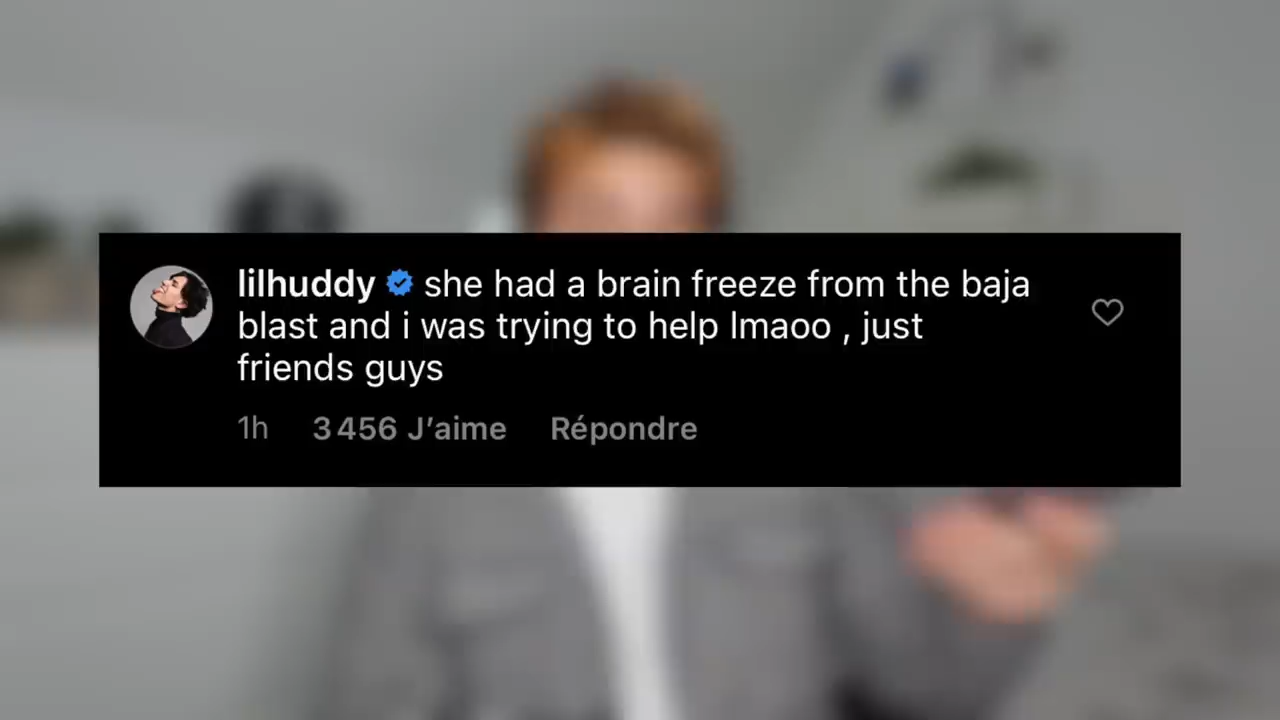 lilhuddy she had a brain freeze from the baja
blast and i was trying to help lmaoo , just
friends guys
1h 3 456 J’aime Répondre